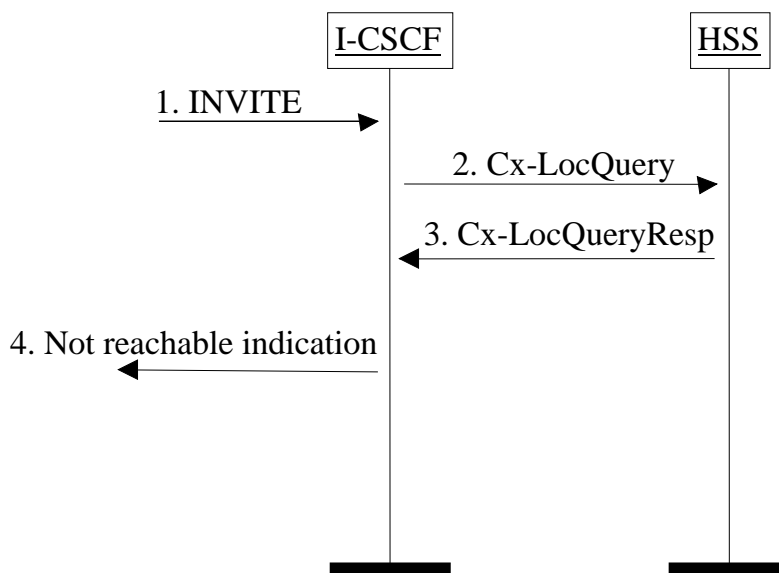 I-CSCF
HSS
1. INVITE
2. Cx-LocQuery
3. Cx-LocQueryResp
4. Not reachable indication